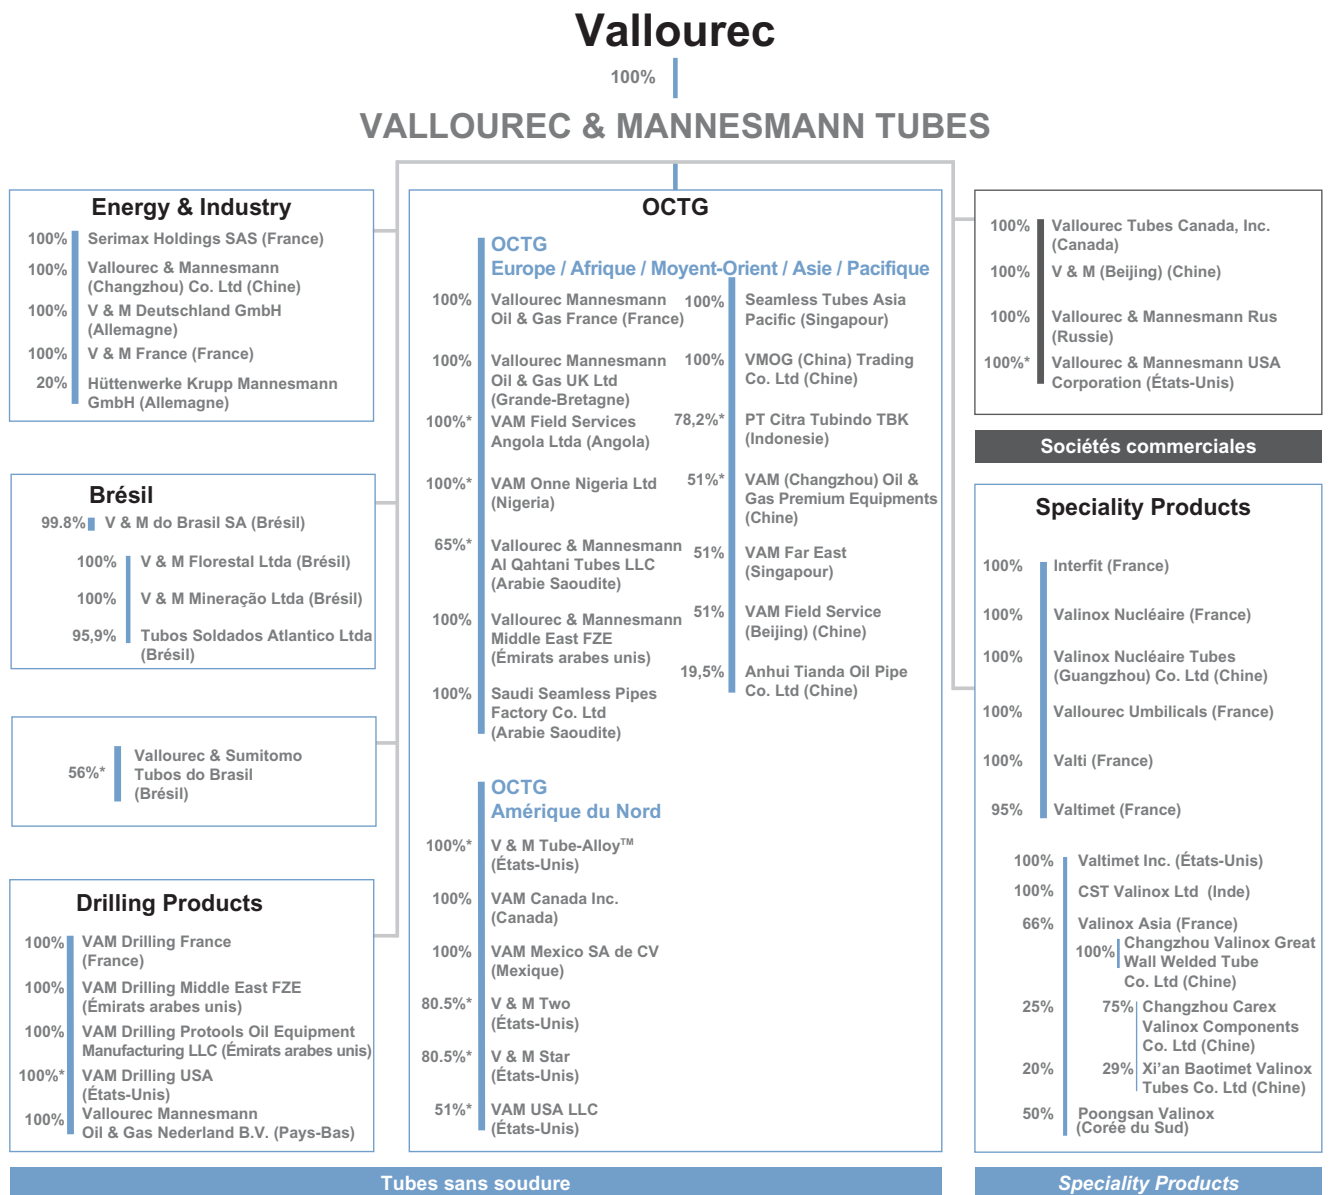 Vallourec
100%
VALLOUREC & MANNESMANN TUBES
Energy & Industry
100% Serimax Holdings SAS (France)
100% Vallourec & Mannesmann
(Changzhou) Co. Ltd (Chine)
100% V & M Deutschland GmbH
(Allemagne)
100% V & M France (France)
20% Hüttenwerke Krupp Mannesmann
GmbH (Allemagne)
Brésil
99.8% V & M do Brasil SA (Brésil)
100% V & M Florestal Ltda (Brésil)
100% V & M Mineração Ltda (Brésil)
95,9% Tubos Soldados Atlantico Ltda
(Brésil)
56%* Vallourec & Sumitomo
Tubos do Brasil
(Brésil)
Drilling Products
100% VAM Drilling France
(France)
100% VAM Drilling Middle East FZE
(Émirats arabes unis)
100% VAM Drilling Protools Oil Equipment
Manufacturing LLC (Émirats arabes unis)
100%* VAM Drilling USA
(États-Unis)
100% Vallourec Mannesmann
Oil & Gas Nederland B.V. (Pays-Bas)
OCTG
OCTG
Europe / Afrique / Moyent-Orient / Asie / Pacifique
100% Vallourec Mannesmann
Oil & Gas France (France)
100% Vallourec Mannesmann
Oil & Gas UK Ltd
(Grande-Bretagne)
100%* VAM Field Services
Angola Ltda (Angola)
100%* VAM Onne Nigeria Ltd
(Nigeria)
65%* Vallourec & Mannesmann
Al Qahtani Tubes LLC
(Arabie Saoudite)
100% Vallourec & Mannesmann
Middle East FZE
(Émirats arabes unis)
100% Saudi Seamless Pipes
Factory Co. Ltd
(Arabie Saoudite)
100% Seamless Tubes Asia
Pacific (Singapour)
100% VMOG (China) Trading
Co. Ltd (Chine)
78,2%* PT Citra Tubindo TBK
(Indonesie)
51%* VAM (Changzhou) Oil &
Gas Premium Equipments
(Chine)
51% VAM Far East
(Singapour)
51% VAM Field Service
(Beijing) (Chine)
19,5% Anhui Tianda Oil Pipe
Co. Ltd (Chine)
OCTG
Amérique du Nord
100%* V & M Tube-Alloy™
(États-Unis)
100% VAM Canada Inc.
(Canada)
100% VAM Mexico SA de CV
(Mexique)
80.5%* V & M Two
(États-Unis)
80.5%* V & M Star
(États-Unis)
51%* VAM USA LLC
(États-Unis)
Tubes sans soudure
100% Vallourec Tubes Canada, Inc.
(Canada)
100% V & M (Beijing) (Chine)
100% Vallourec & Mannesmann Rus
(Russie)
100%* Vallourec & Mannesmann USA
Corporation (États-Unis)
Sociétés commerciales
Speciality Products
100% Interfit (France)
100% Valinox Nucléaire (France)
100% Valinox Nucléaire Tubes
(Guangzhou) Co. Ltd (Chine)
100% Vallourec Umbilicals (France)
100% Valti (France)
95% Valtimet (France)
100% Valtimet Inc. (États-Unis)
100% CST Valinox Ltd (Inde)
66% Valinox Asia (France)
100% Changzhou Valinox Great
Wall Welded Tube
Co. Ltd (Chine)
25% 75% Changzhou Carex
Valinox Components
Co. Ltd (Chine)
20% 29% Xi'an Baotimet Valinox
Tubes Co. Ltd (Chine)
50% Poongsan Valinox
(Corée du Sud)
Speciality Products